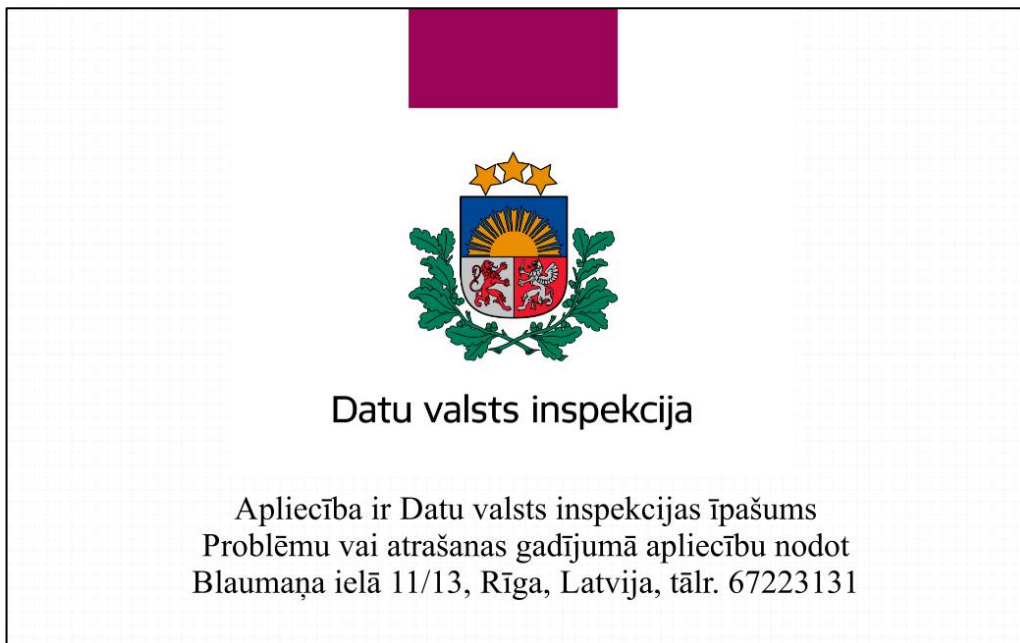 Datu valsts inspekcija
Apliecība ir Datu valsts inspekcijas īpašums
Problēmu vai atrašanas gadījumā apliecību nodot
Blaumaņa ielā 11/13, Rīga, Latvija, tālr. 67223131